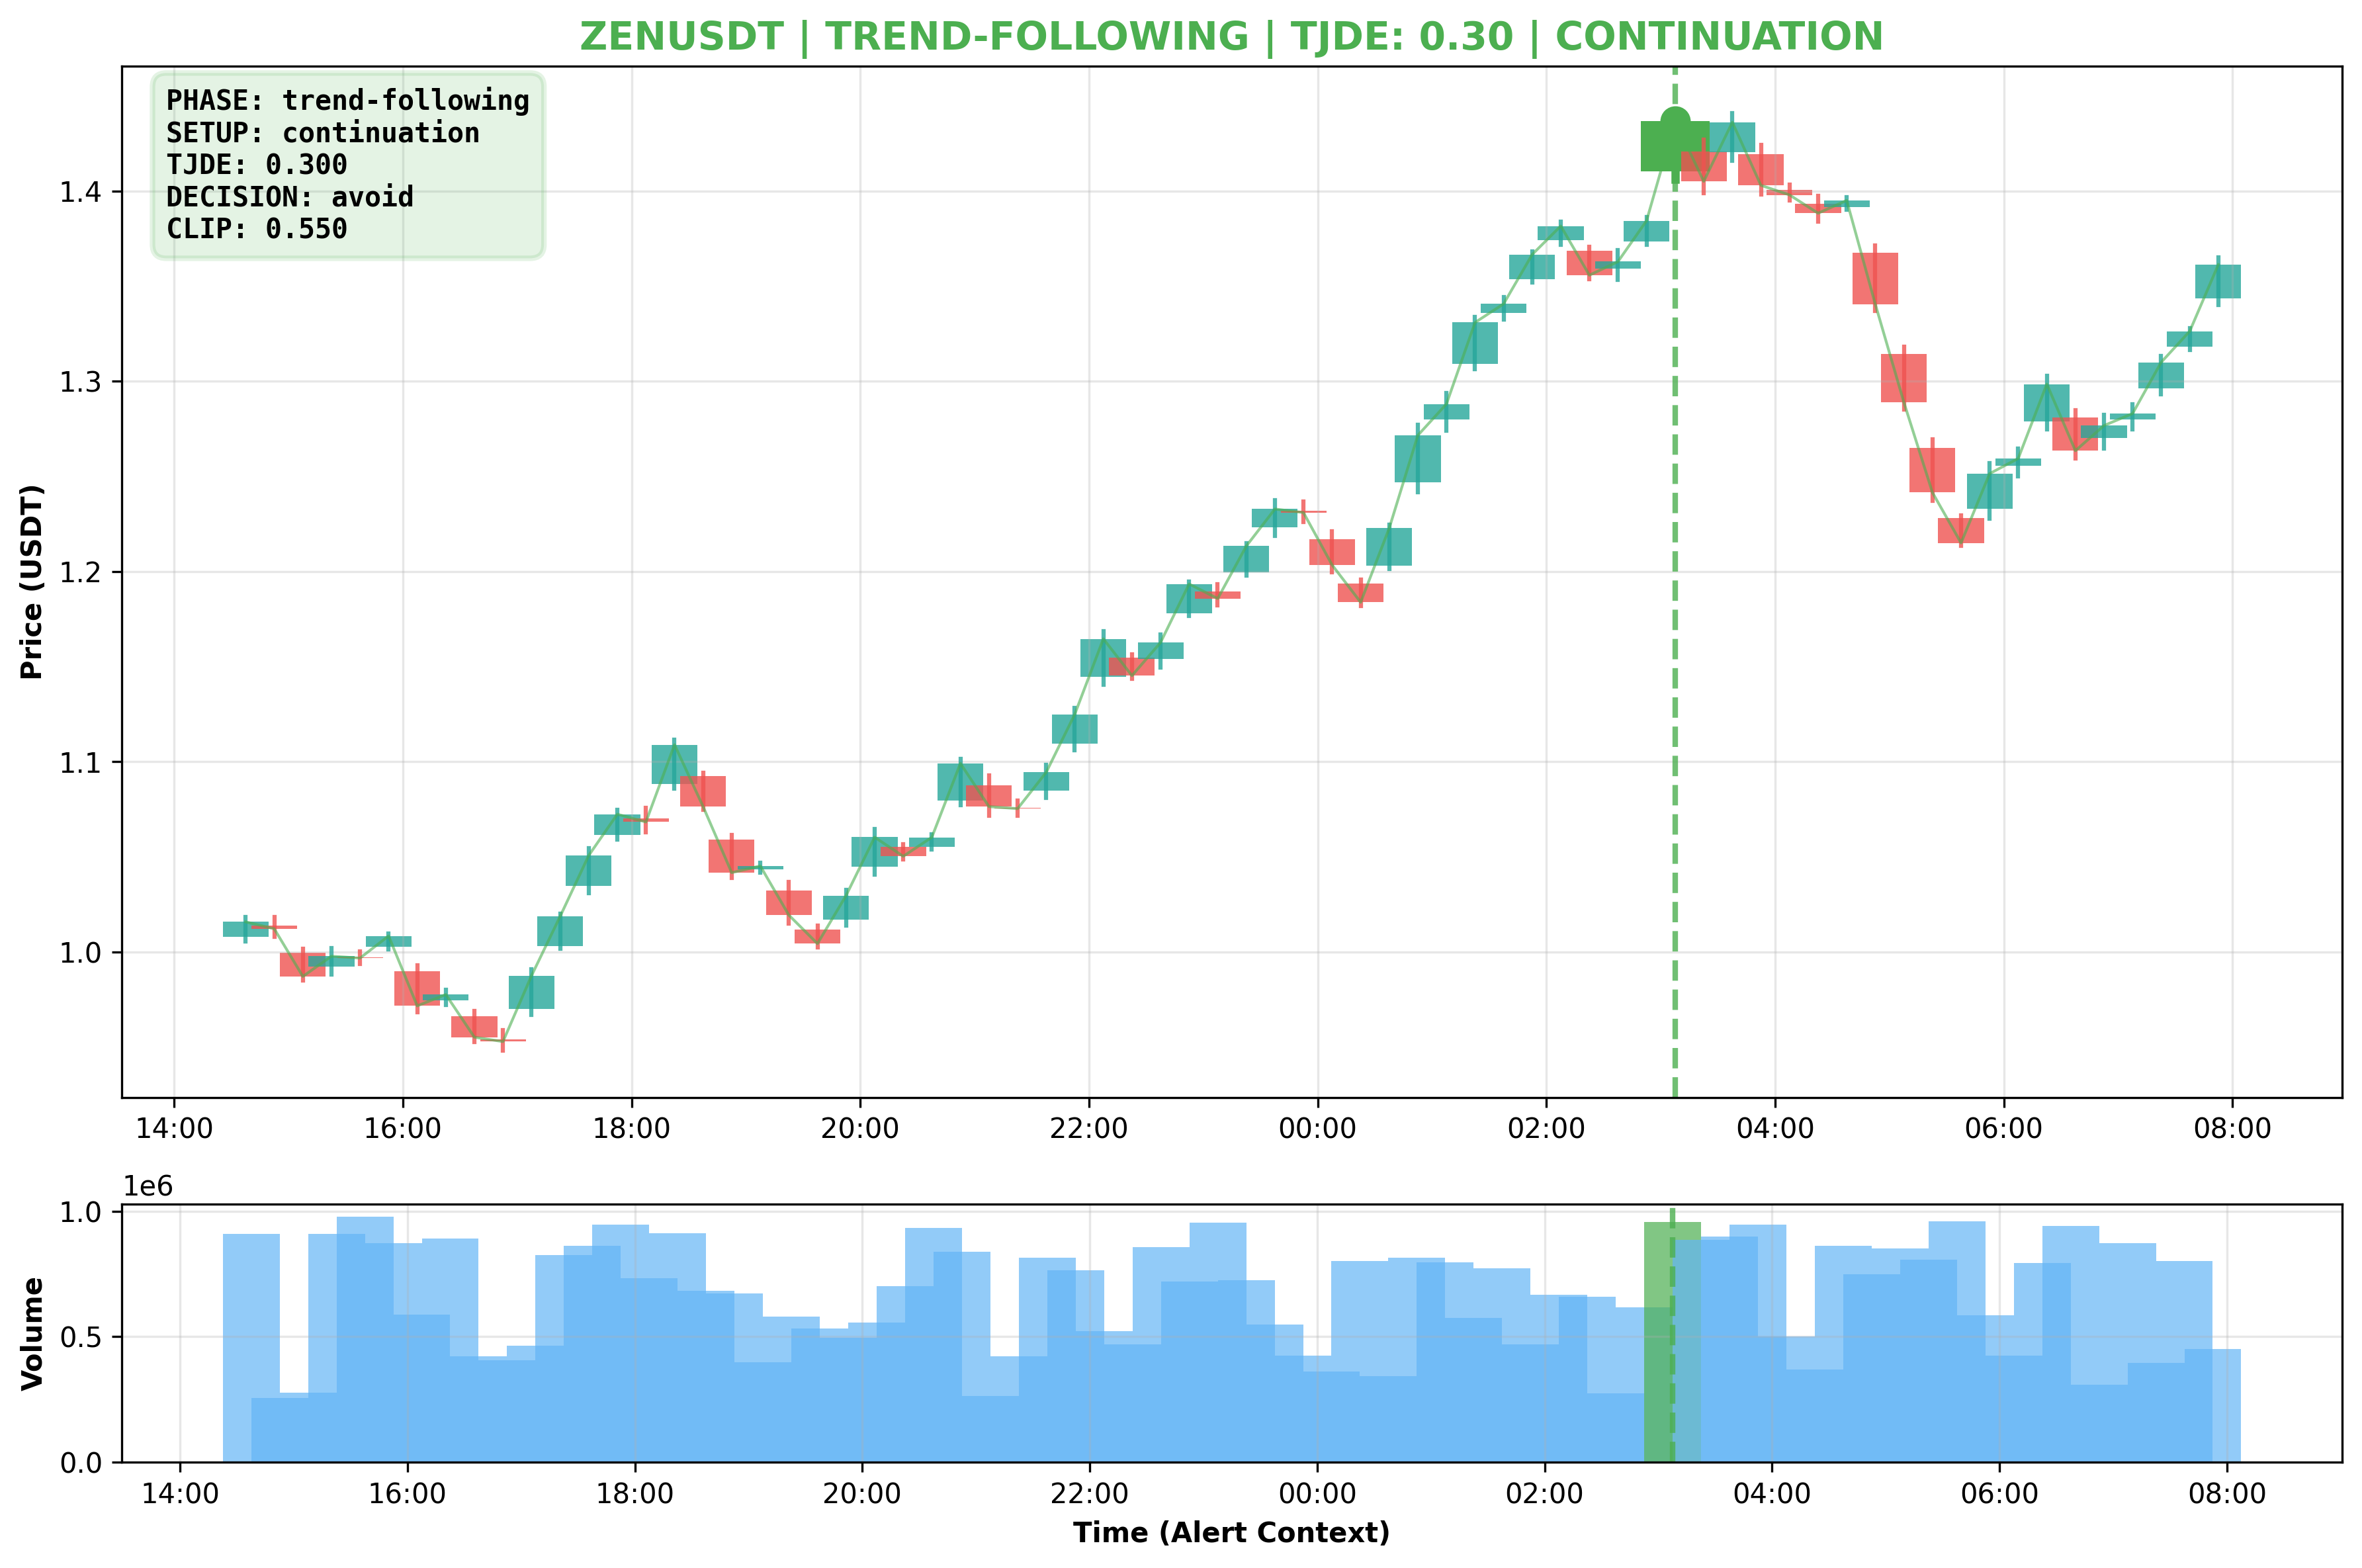 ZENUSDT | TREND-FOLLOWING | TJDE: 0.30 | CONTINUATION
PHASE: trend-following
SETUP: continuation
TJDE: 0.300
DECISION: avoid
CLIP: 0.550
Price (USDT)
1.4
1.3
1.2
1.1
1.0
14:00 16:00 18:00 20:00 22:00 00:00 02:00 04:00 06:00 08:00
1e6
Volume
1.0
0.5
0.0
14:00 16:00 18:00 20:00 22:00 00:00 02:00 04:00 06:00 08:00
Time (Alert Context)